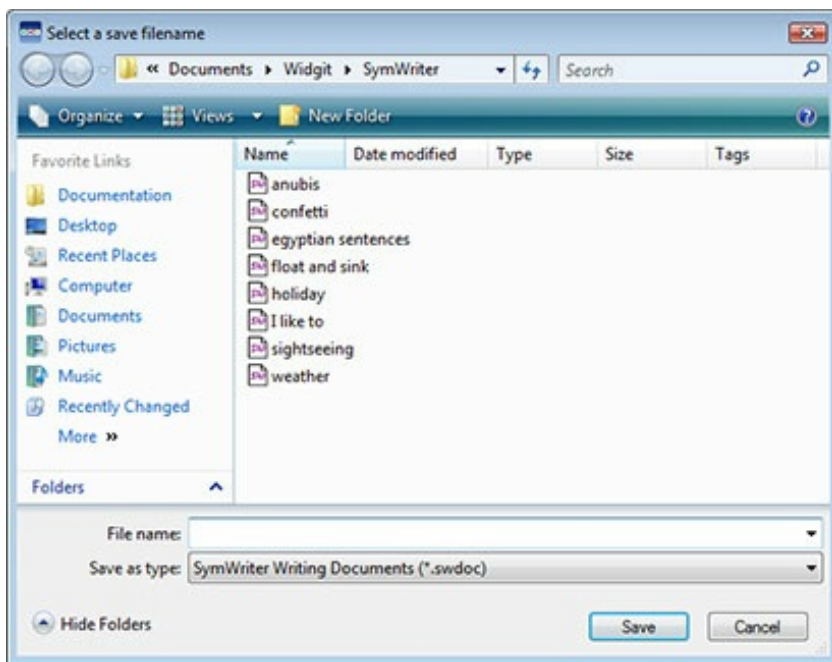 Select a save filename
« Documents ▸ Widgit ▸ SymWriter Search
Organize Views New Folder
Favorite Links
Documentation
Desktop
Recent Places
Computer
Documents
Pictures
Music
Recently Changed
More »
Folders
Name Date modified Type Size Tags
anubis
confetti
egyptian sentences
float and sink
holiday
I like to
sightseeing
weather
File name:
Save as type: SymWriter Writing Documents (*.swdoc)
Hide Folders Save Cancel